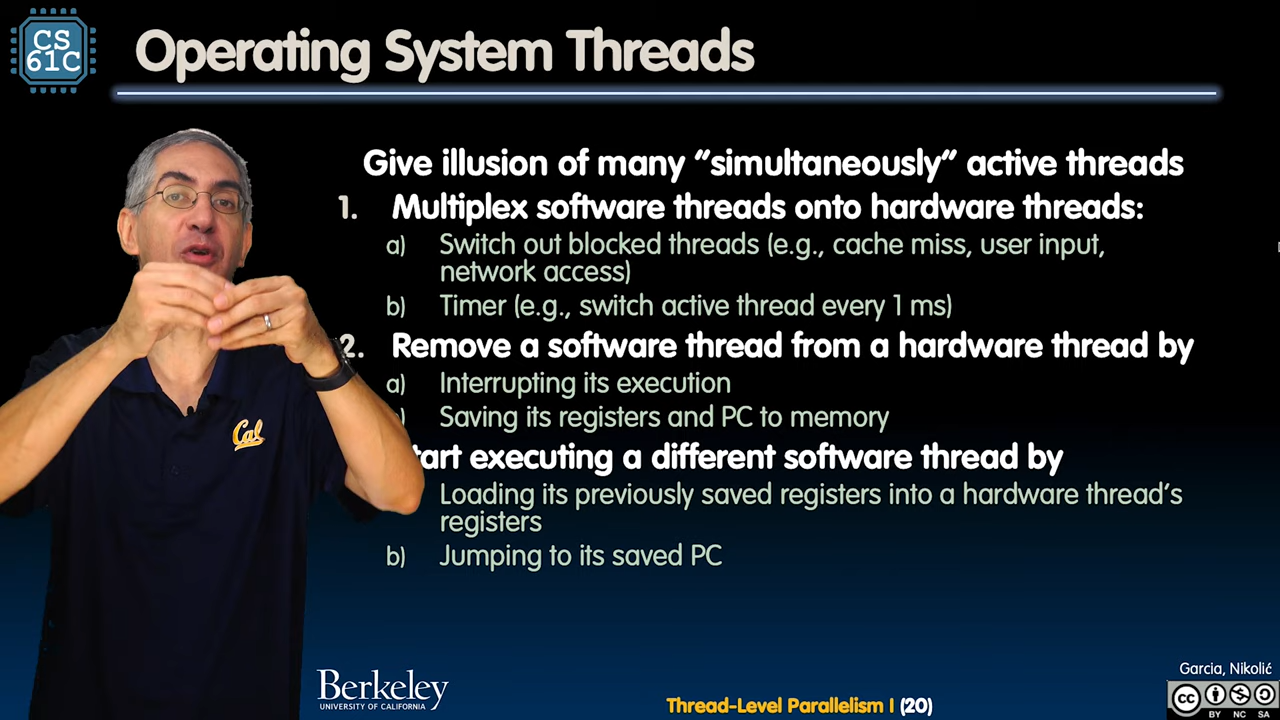 CS
61C
Operating System Threads
Give illusion of many “simultaneously” active threads
1. Multiplex software threads onto hardware threads:
a) Switch out blocked threads (e.g., cache miss, user input,
network access)
b) Timer (e.g., switch active thread every 1 ms)
2. Remove a software thread from a hardware thread by
a) Interrupting its execution
) Saving its registers and PC to memory
tart executing a different software thread by
Loading its previously saved registers into a hardware thread's
registers
b) Jumping to its saved PC
Cal
Berkeley
UNIVERSITY OF CALIFORNIA
Thread-Level Parallelism I (20)
Garcia, Nikolić
cc
BY NC SA